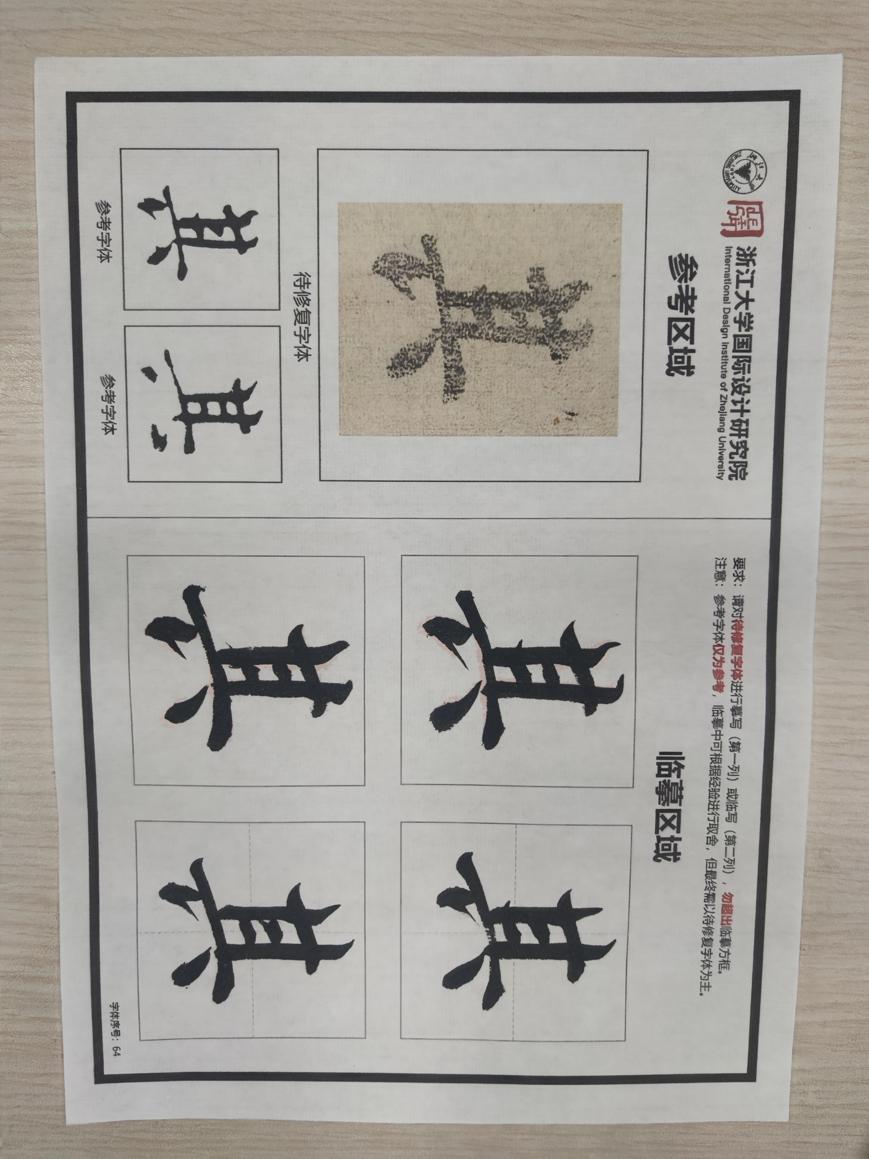 浙江大学国际设计研究院
International Design Institute of Zhejiang University
参考区域
其
待修复字体
其
参考字体
其
参考字体
要求：请对待修复字体进行摹写（第一列）或临写（第二列），勿超出临摹方框。
注意：参考字体仅为参考，临摹中可根据经验进行取舍，但最终需以待修复字体为主。
临摹区域
其
其
其
其
字体序号：64